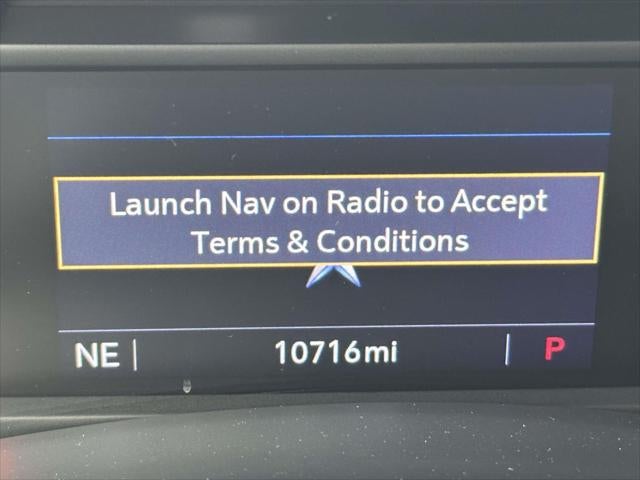 Launch Nav on Radio to Accept
Terms & Conditions
NE 10716mi P